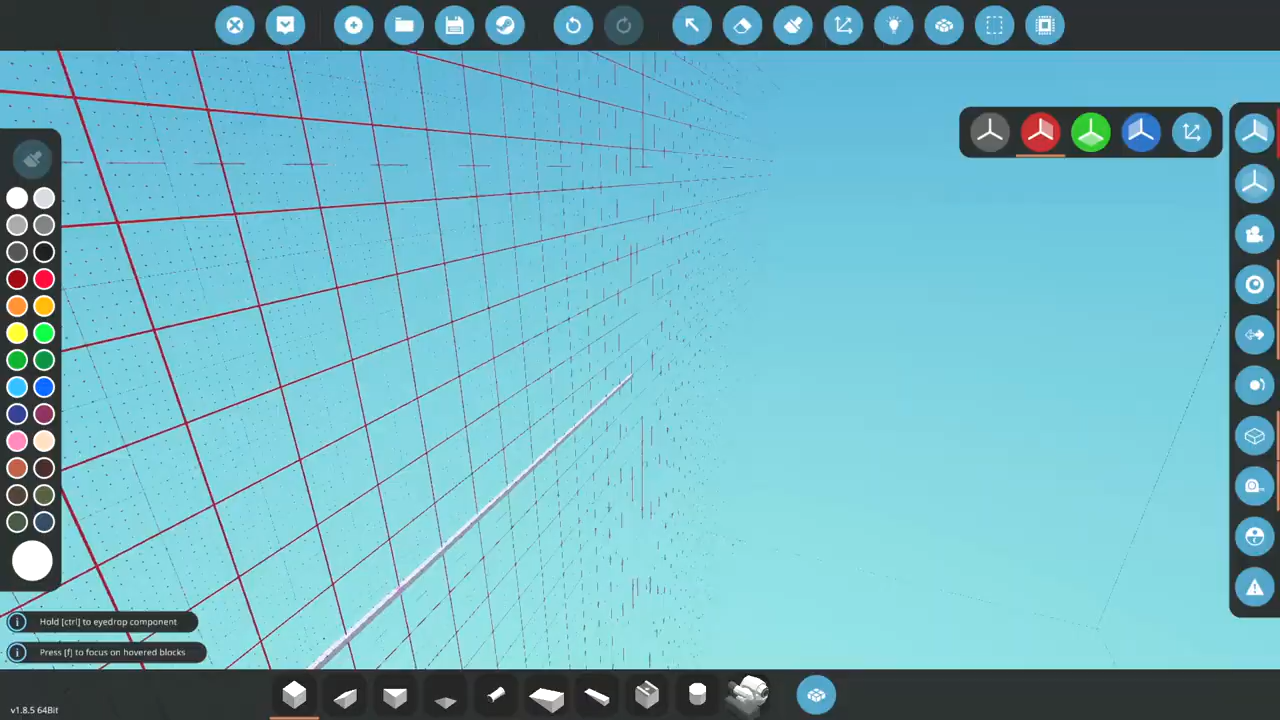 Hold [ctrl] to eyedrop component
Press [f] to focus on hovered blocks
v1.8.5 64Bit